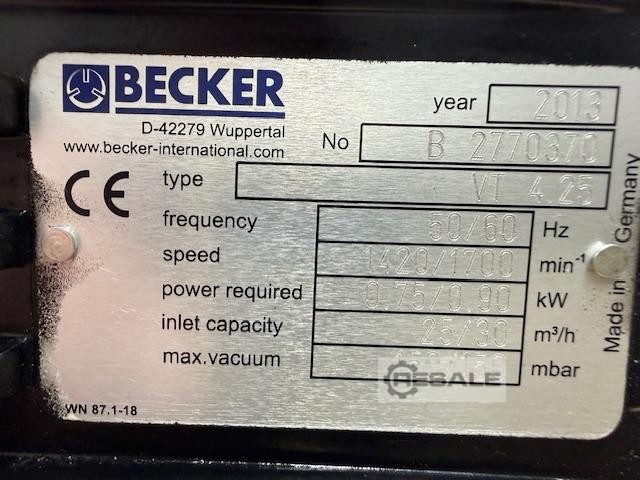 BECKER
D-42279 Wuppertal
www.becker-international.com
year 2013
No B 2770370
type VT 4.25
frequency 50/60 Hz
speed 1420/1700 min-1
power required 0.75/0.90 kW
inlet capacity 25/30 m³/h
max.vacuum 150/150 mbar
RESALE
WN 87.1-18
CE
Made in Germany